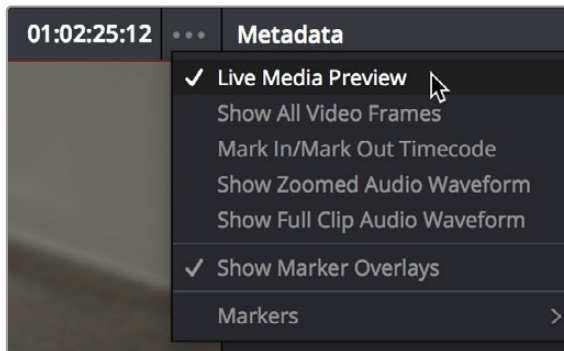 01:02:25:12 ••• Metadata
✓ Live Media Preview
Show All Video Frames
Mark In/Mark Out Timecode
Show Zoomed Audio Waveform
Show Full Clip Audio Waveform
✓ Show Marker Overlays
Markers >